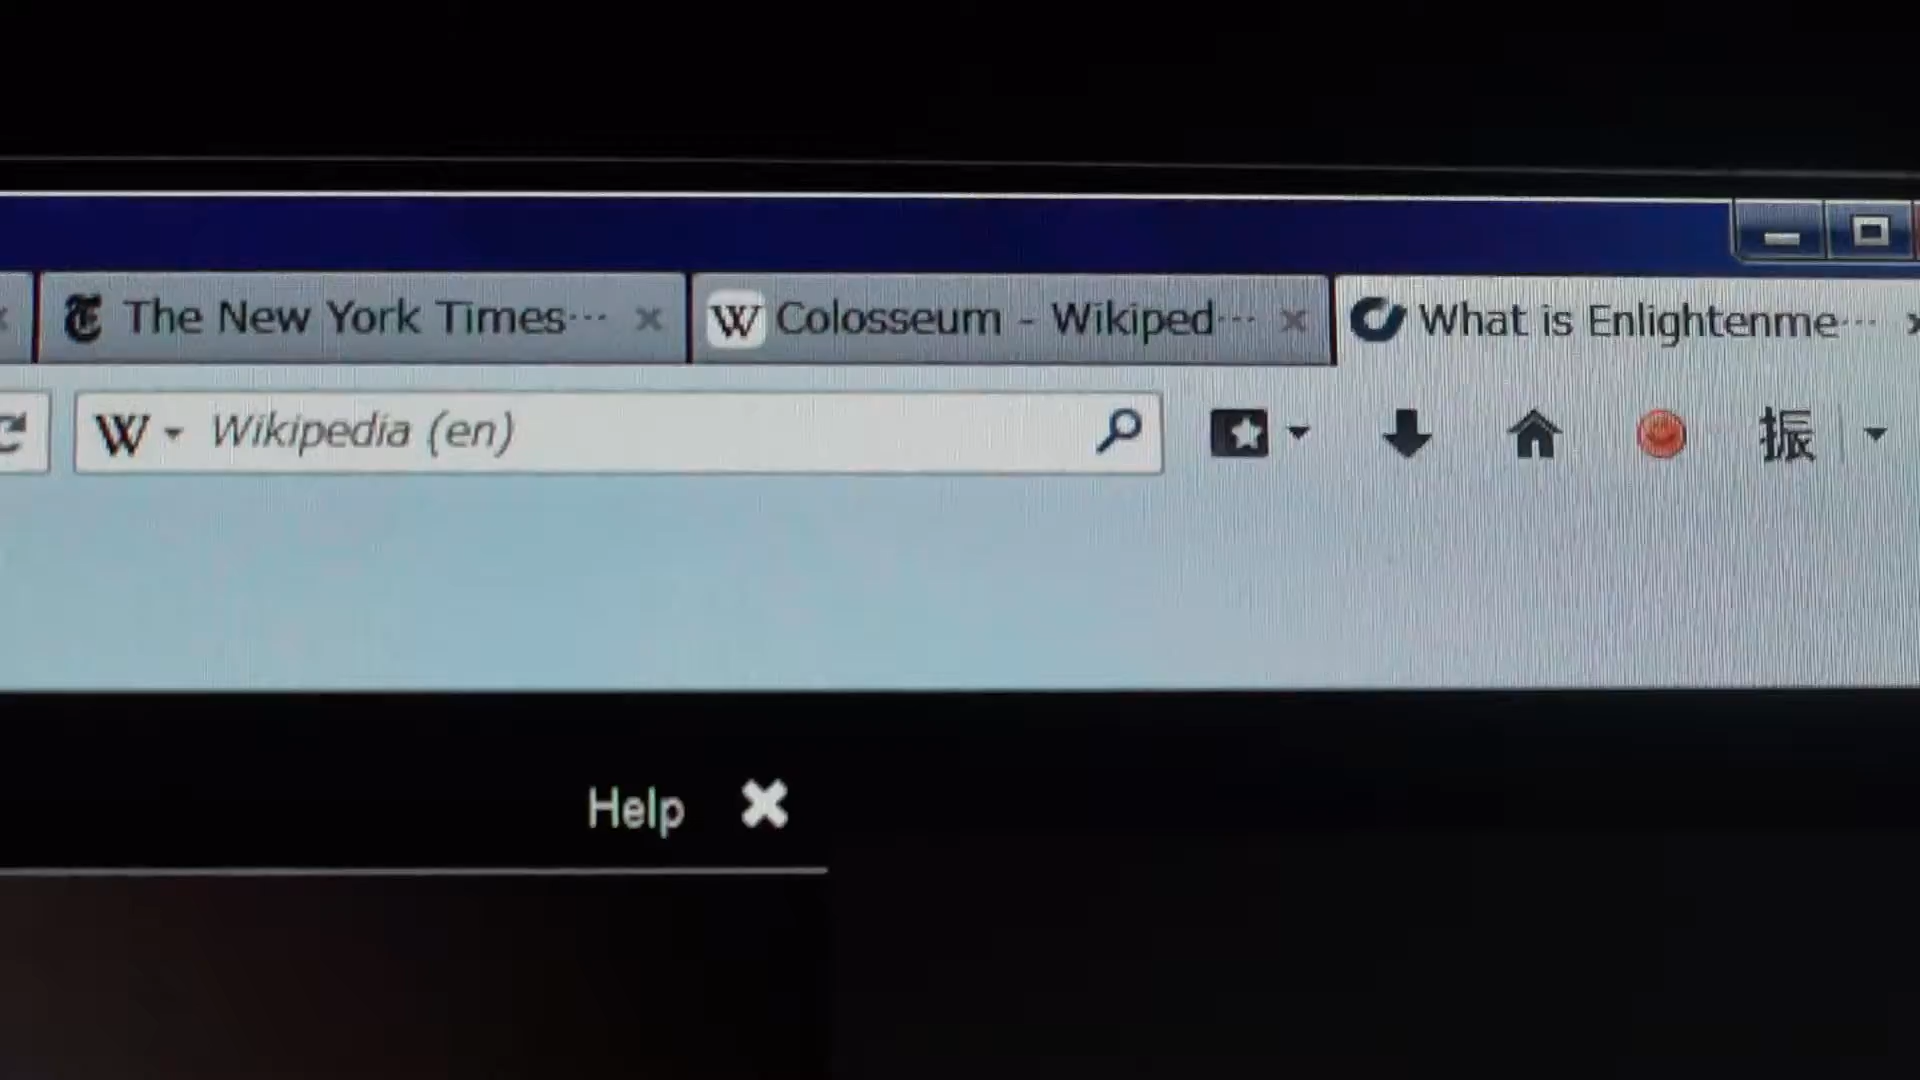 The New York Times… Colosseum - Wikiped… What is Enlightenme…
W Wikipedia (en) 振
Help